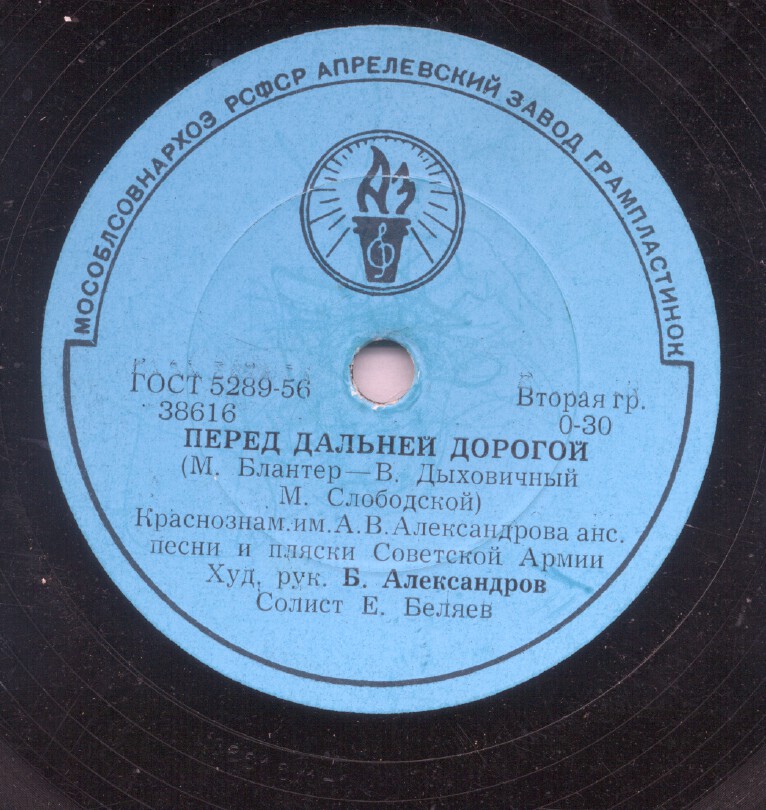 МОСОБЛСОВНАРХОЗ РСФСР АПРЕЛЕВСКИЙ ЗАВОД ГРАМПЛАСТИНОК
АЗ
ГОСТ 5289-56
38616
Вторая гр.
0-30
ПЕРЕД ДАЛЬНЕЙ ДОРОГОЙ
(М. Блантер — В. Дыховичный
М. Слободской)
Краснознам.им.А.В.Александрова анс.
песни и пляски Советской Армии
Худ. рук. Б. Александров
Солист Е. Беляев